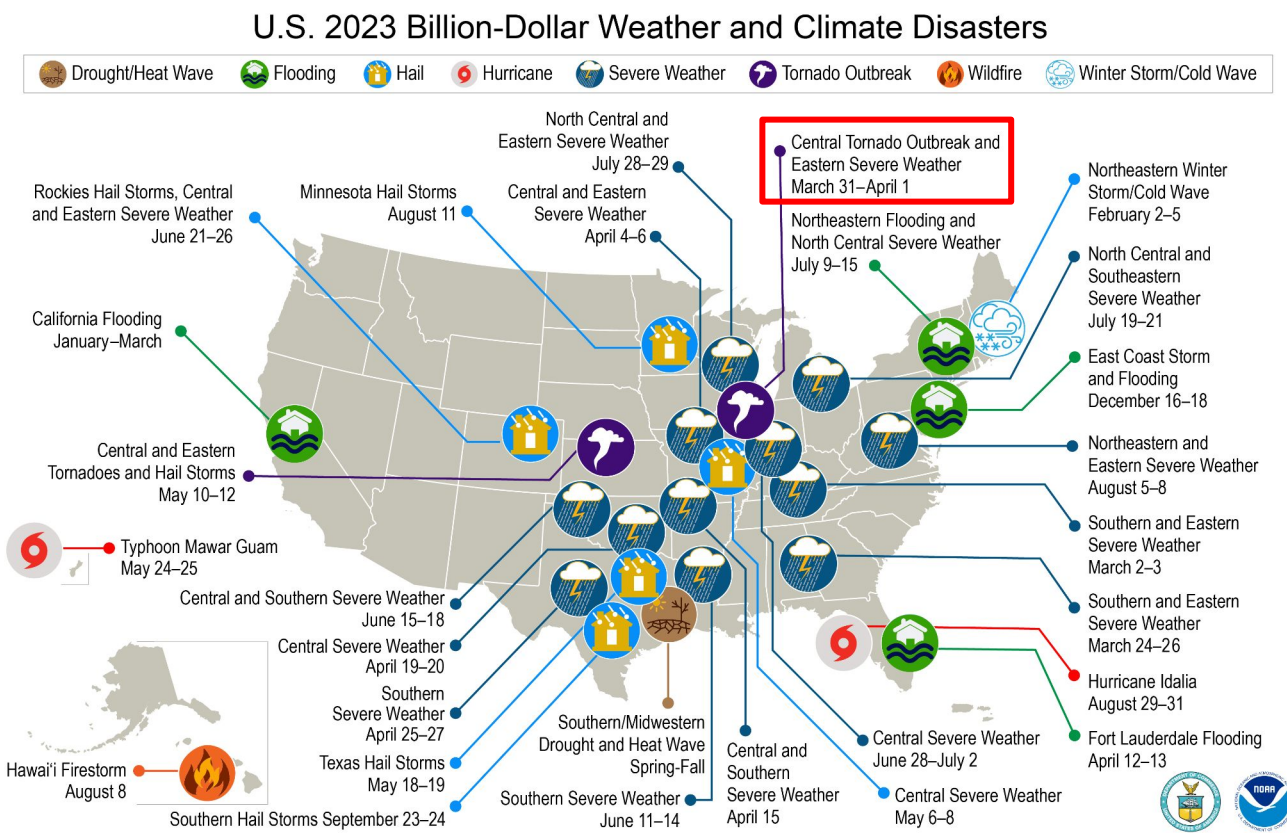 U.S. 2023 Billion-Dollar Weather and Climate Disasters
Drought/Heat Wave
Flooding
Hail
Hurricane
Severe Weather
Tornado Outbreak
Wildfire
Winter Storm/Cold Wave
North Central and
Eastern Severe Weather
July 28–29
Central Tornado Outbreak and
Eastern Severe Weather
March 31–April 1
Northeastern Winter
Storm/Cold Wave
February 2–5
Rockies Hail Storms, Central
and Eastern Severe Weather
June 21–26
Minnesota Hail Storms
August 11
Central and Eastern
Severe Weather
April 4–6
Northeastern Flooding and
North Central Severe Weather
July 9–15
North Central and
Southeastern
Severe Weather
July 19–21
California Flooding
January–March
East Coast Storm
and Flooding
December 16–18
Central and Eastern
Tornadoes and Hail Storms
May 10–12
Northeastern and
Eastern Severe Weather
August 5–8
Typhoon Mawar Guam
May 24–25
Southern and Eastern
Severe Weather
March 2–3
Central and Southern Severe Weather
June 15–18
Southern and Eastern
Severe Weather
March 24–26
Central Severe Weather
April 19–20
Southern
Severe Weather
April 25–27
Hurricane Idalia
August 29–31
Texas Hail Storms
May 18–19
Southern/Midwestern
Drought and Heat Wave
Spring-Fall
Central and
Southern
Severe Weather
April 15
Central Severe Weather
June 28–July 2
Fort Lauderdale Flooding
April 12–13
Hawai‘i Firestorm
August 8
Southern Hail Storms September 23–24
Southern Severe Weather
June 11–14
Central Severe Weather
May 6–8
NOAA